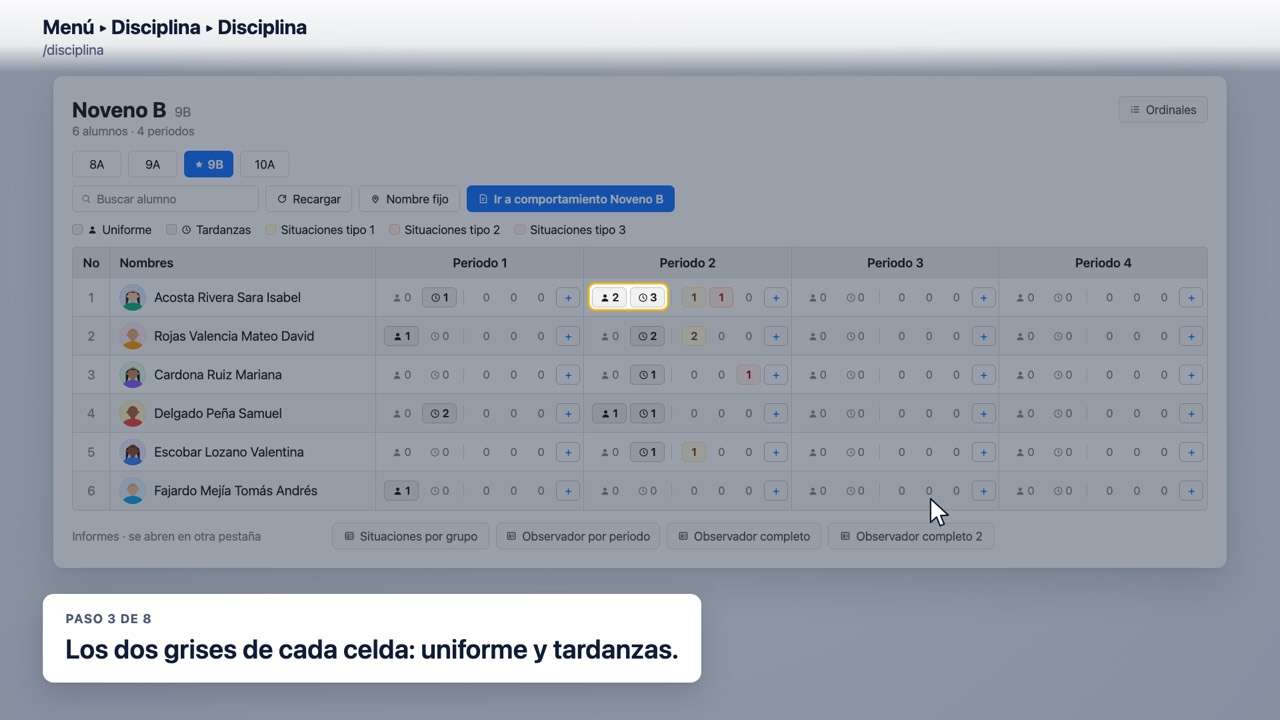 Menú ▸ Disciplina ▸ Disciplina
/disciplina
Noveno B 9B
6 alumnos · 4 periodos
Ordinales
8A 9A ★ 9B 10A
Buscar alumno Recargar Nombre fijo Ir a comportamiento Noveno B
Uniforme Tardanzas Situaciones tipo 1 Situaciones tipo 2 Situaciones tipo 3
No Nombres Periodo 1 Periodo 2 Periodo 3 Periodo 4
1 Acosta Rivera Sara Isabel 0 1 0 0 0 + 2 3 1 1 0 + 0 0 0 0 0 + 0 0 0 0 0 +
2 Rojas Valencia Mateo David 1 0 0 0 0 + 0 2 2 0 0 + 0 0 0 0 0 + 0 0 0 0 0 +
3 Cardona Ruiz Mariana 0 0 0 0 0 + 0 1 0 0 1 + 0 0 0 0 0 + 0 0 0 0 0 +
4 Delgado Peña Samuel 0 2 0 0 0 + 1 1 0 0 0 + 0 0 0 0 0 + 0 0 0 0 0 +
5 Escobar Lozano Valentina 0 0 0 0 0 + 0 1 1 0 0 + 0 0 0 0 0 + 0 0 0 0 0 +
6 Fajardo Mejía Tomás Andrés 1 0 0 0 0 + 0 0 0 0 0 + 0 0 0 0 0 + 0 0 0 0 0 +
Informes · se abren en otra pestaña Situaciones por grupo Observador por periodo Observador completo Observador completo 2
PASO 3 DE 8
Los dos grises de cada celda: uniforme y tardanzas.